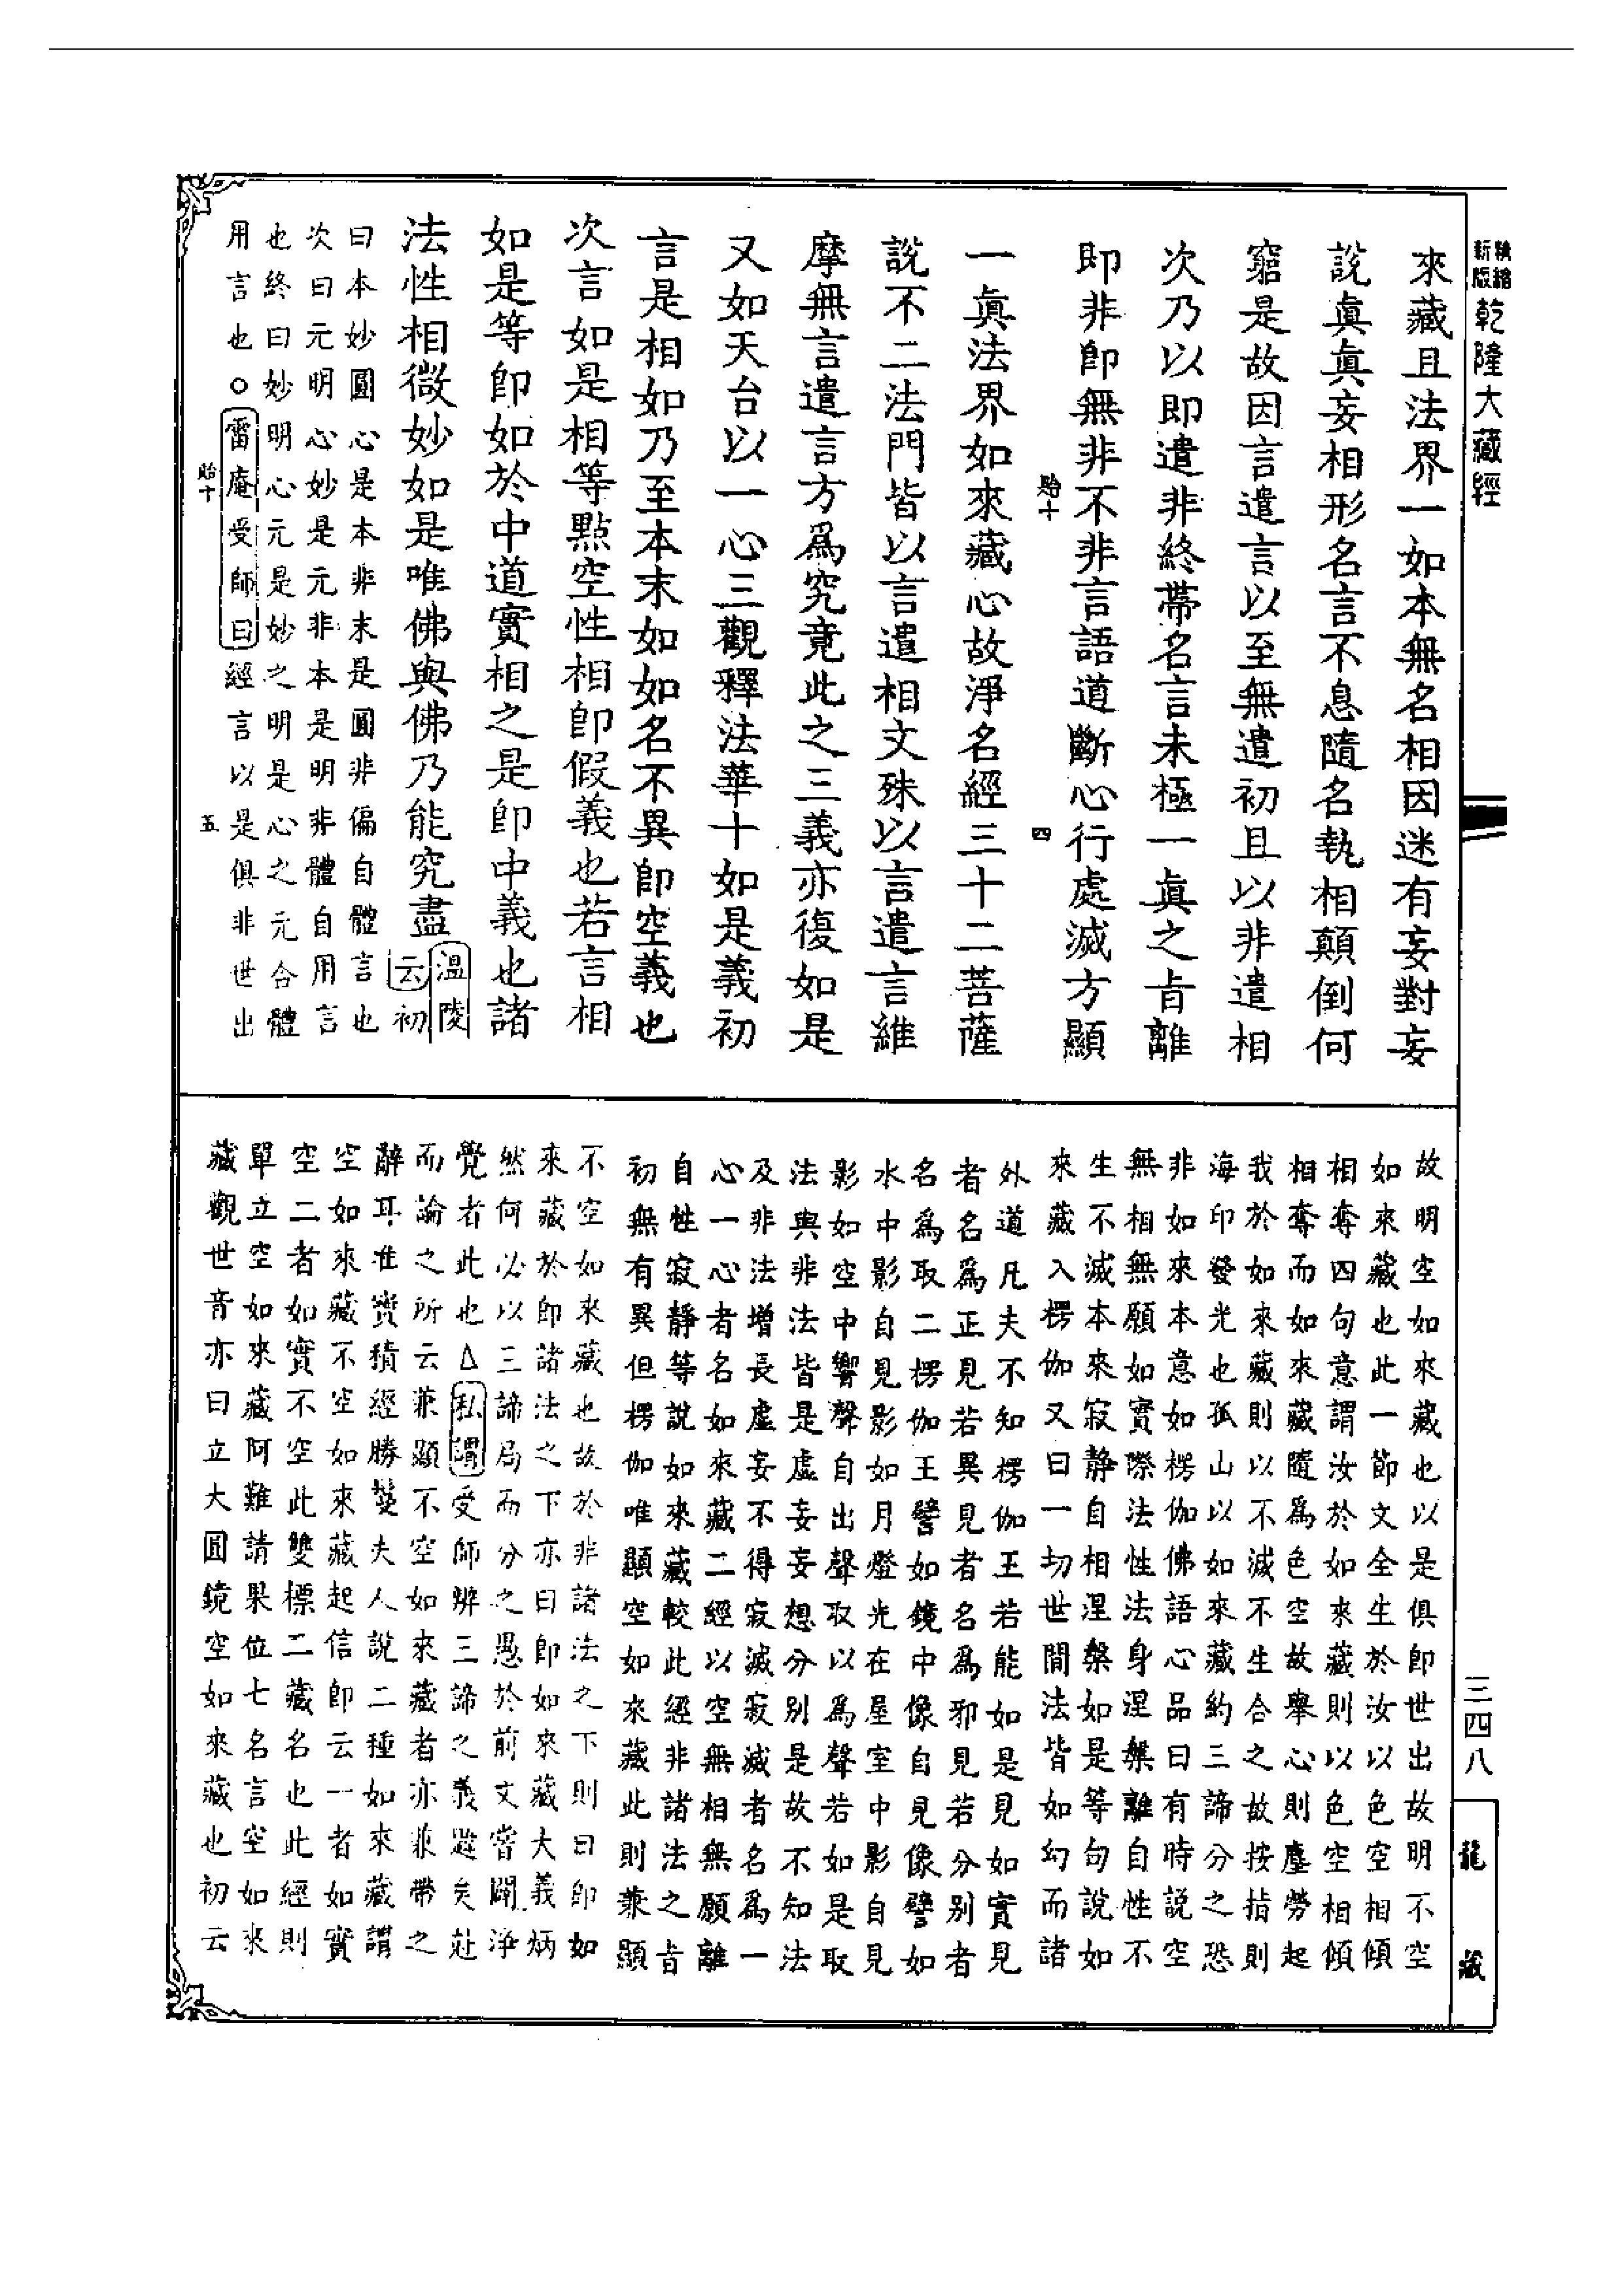 精縮新版乾隆大藏經
來藏且法界一如本無名相因迷有妄對妄
說眞眞妄相形名言不息隨名執相顛倒何
窮是故因言遣言以至無遣初且以非遣相
次乃以即遣非終帶名言未極一眞之旨離
即非即無非不非言語道斷心行處滅方顯
貽十 四
一眞法界如來藏心故淨名經三十二菩薩
說不二法門皆以言遣相文殊以言遣言維
摩無言遣言方爲究竟此之三義亦復如是
又如天台以一心三觀釋法華十如是義初
言是相如乃至本末如如名不異即空義也
次言如是相等點空性相即假義也若言相
如是等即如於中道實相之是即中義也諸
法性相微妙如是唯佛與佛乃能究盡溫陵云初
曰本妙圓心是本非末是圓非偏自體言也
次曰元明心妙是元非本是明非體自用言
也終曰妙明心元是妙之明是心之元合體
用言也○雷庵受師曰經言以是俱非世出
貽十 五
故明空如來藏也以是俱即世出故明不空
如來藏也此一節文全生於汝以色空相傾
相奪四句意謂汝於如來藏則以色空相傾
相奪而如來藏隨爲色空故舉心則塵勞起
我於如來藏則以不滅不生合之故按指則
海印發光也孤山以如來藏約三諦分之恐
非如來本意如楞伽佛語心品曰有時說空
無相無願如實際法性法身涅槃離自性不
生不滅本來寂靜自相涅槃如是等句說如
來藏入楞伽又曰一切世間法皆如幻而諸
外道凡夫不知楞伽王若能如是見如實見
者名爲正見若異見者名爲邪見若分別者
名爲取二楞伽王譬如鏡中像自見像譬如
水中影自見影如月燈光在屋室中影自見
影如空中響聲自出聲取以爲聲若如是取
法與非法皆是虛妄妄想分別是故不知法
及非法增長虛妄不得寂滅寂滅者名爲一
心一心者名如來藏二經以空無相無願離
自性寂靜等說如來藏較此經非諸法之旨
初無有異但楞伽唯顯空如來藏此則兼顯
不空如來藏也故於非諸法之下則曰即如
來藏於即諸法之下亦曰即如來藏大義炳
然何必以三諦局而分之愚於前文嘗闢淨
覺者此也△私謂受師辨三諦之義韙矣莊
而論之所云兼顯不空如來藏者亦兼帶之
辭耳准寶積經勝鬘夫人說二種如來藏謂
空如來藏不空如來藏起信即云一者如實
空二者如實不空此雙標二藏名也此經則
單立空如來藏阿難請果位七名言空如來
藏觀世音亦曰立大圓鏡空如來藏也初云
三四八
龍藏